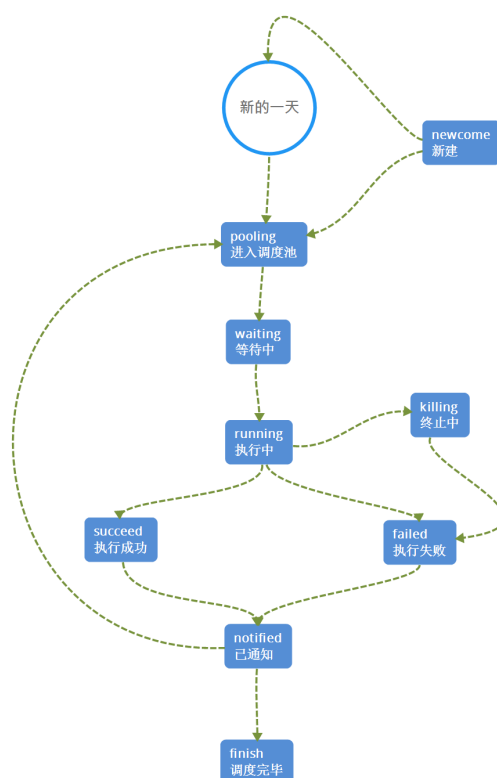 新的一天
newcome
新建
pooling
进入调度池
waiting
等待中
killing
终止中
running
执行中
succeed
执行成功
failed
执行失败
notified
已通知
finish
调度完毕